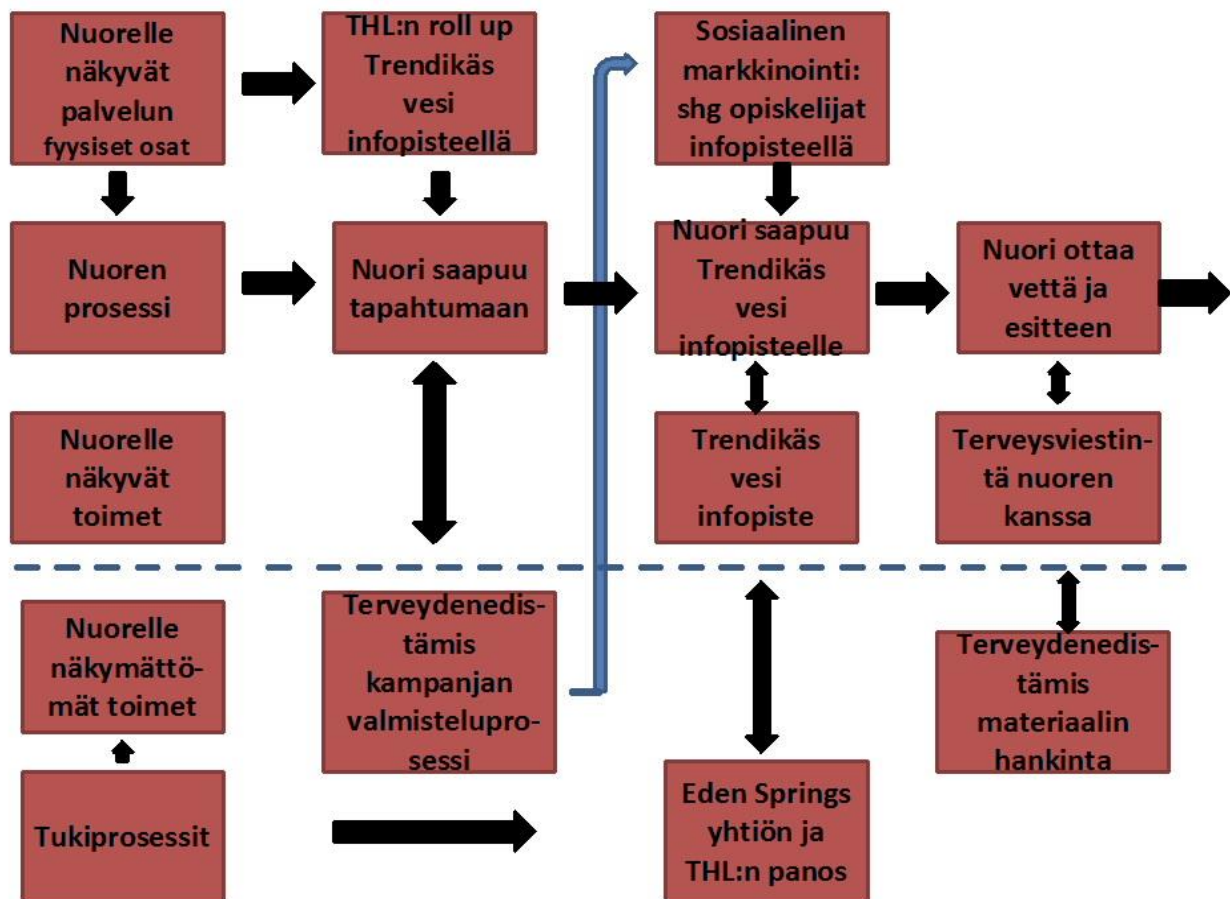 Nuorelle
näkyvät
palvelun
fyysiset osat
THL:n roll up
Trendikäs
vesi
infopisteellä
Sosiaalinen
markkinointi:
shg opiskelijat
infopisteellä
Nuoren
prosessi
Nuori saapuu
tapahtumaan
Nuori saapuu
Trendikäs
vesi
infopisteelle
Nuori ottaa
vettä ja
esitteen
Nuorelle
näkyvät
toimet
Trendikäs
vesi
infopiste
Terveysviestin-
tä nuoren
kanssa
Nuorelle
näkymättö-
mät toimet
Terveydenedis-
tämis
kampanjan
valmistelupro-
sessi
Terveydenedis-
tämis
materiaalin
hankinta
Tukiprosessit
Eden Springs
yhtiön ja
THL:n panos